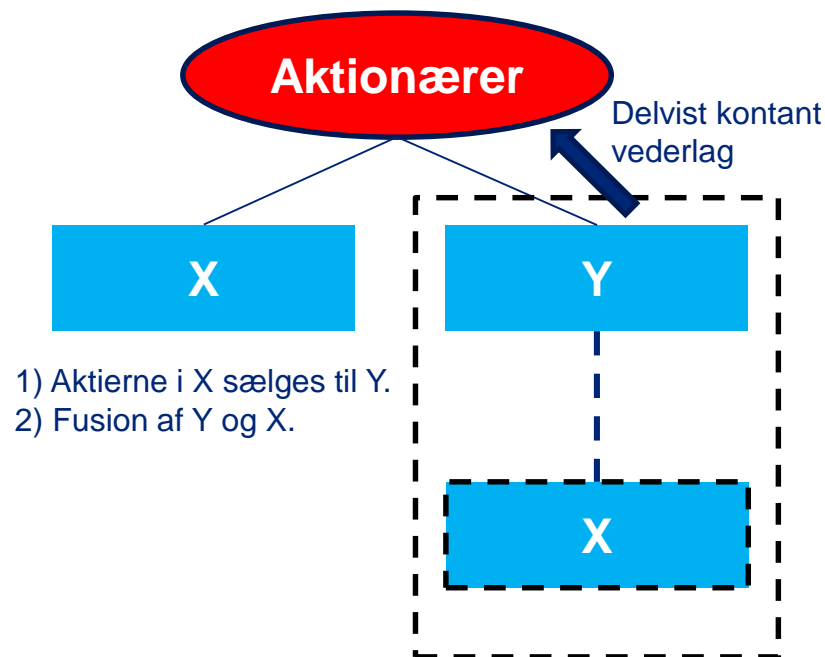 Aktionærer
Delvist kontant
vederlag
X
Y
1) Aktierne i X sælges til Y.
2) Fusion af Y og X.
X